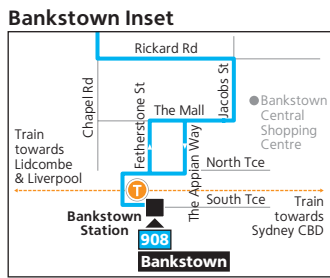 Bankstown Inset
Rickard Rd
Chapel Rd
Fetherstone St
Jacobs St
The Mall
Bankstown
Central
Shopping
Centre
The Appian Way
Train
towards
Lidcombe
& Liverpool
North Tce
T
South Tce
Bankstown
Station
Train
towards
Sydney CBD
908
Bankstown